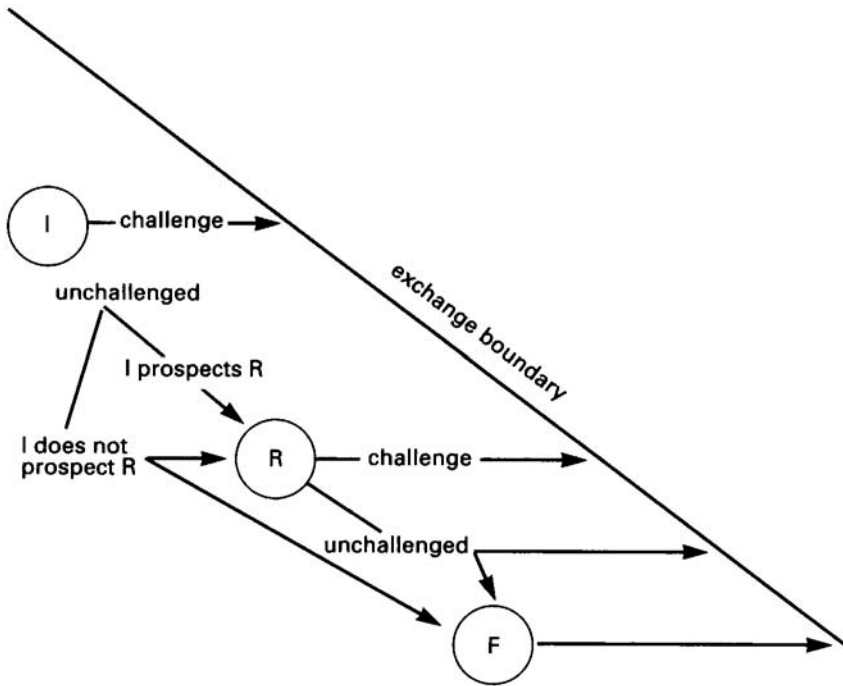 I
challenge
unchallenged
exchange boundary
I prospects R
I does not
prospect R
R
challenge
unchallenged
F